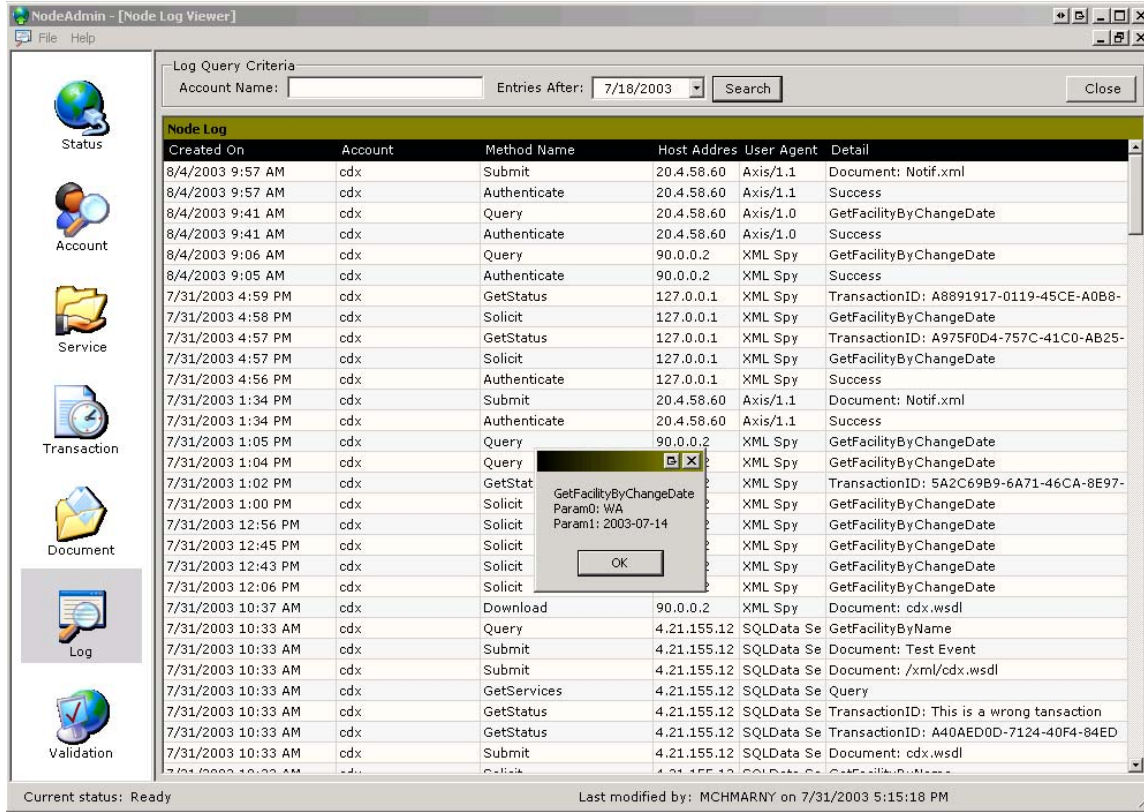 NodeAdmin - [Node Log Viewer]
File Help
Status
Account
Service
Transaction
Document
Log
Validation
Log Query Criteria
Account Name: Entries After: 7/18/2003 Search Close
Node Log
Created On Account Method Name Host Addres User Agent Detail
8/4/2003 9:57 AM cdx Submit 20.4.58.60 Axis/1.1 Document: Notif.xml
8/4/2003 9:57 AM cdx Authenticate 20.4.58.60 Axis/1.1 Success
8/4/2003 9:41 AM cdx Query 20.4.58.60 Axis/1.0 GetFacilityByChangeDate
8/4/2003 9:41 AM cdx Authenticate 20.4.58.60 Axis/1.0 Success
8/4/2003 9:06 AM cdx Query 90.0.0.2 XML Spy GetFacilityByChangeDate
8/4/2003 9:05 AM cdx Authenticate 90.0.0.2 XML Spy Success
7/31/2003 4:59 PM cdx GetStatus 127.0.0.1 XML Spy TransactionID: A8891917-0119-45CE-A0B8-
7/31/2003 4:58 PM cdx Solicit 127.0.0.1 XML Spy GetFacilityByChangeDate
7/31/2003 4:57 PM cdx GetStatus 127.0.0.1 XML Spy TransactionID: A975F0D4-757C-41C0-AB25-
7/31/2003 4:57 PM cdx Solicit 127.0.0.1 XML Spy GetFacilityByChangeDate
7/31/2003 4:56 PM cdx Authenticate 127.0.0.1 XML Spy Success
7/31/2003 1:34 PM cdx Submit 20.4.58.60 Axis/1.1 Document: Notif.xml
7/31/2003 1:34 PM cdx Authenticate 20.4.58.60 Axis/1.1 Success
7/31/2003 1:05 PM cdx Query 90.0.0.2 XML Spy GetFacilityByChangeDate
7/31/2003 1:04 PM cdx Query 2 XML Spy GetFacilityByChangeDate
7/31/2003 1:02 PM cdx GetStat 2 XML Spy TransactionID: 5A2C69B9-6A71-46CA-8E97-
7/31/2003 1:00 PM cdx Solicit 2 XML Spy GetFacilityByChangeDate
7/31/2003 12:56 PM cdx Solicit 2 XML Spy GetFacilityByChangeDate
7/31/2003 12:45 PM cdx Solicit 2 XML Spy GetFacilityByChangeDate
7/31/2003 12:43 PM cdx Solicit 2 XML Spy GetFacilityByChangeDate
7/31/2003 12:06 PM cdx Solicit 2 XML Spy GetFacilityByChangeDate
7/31/2003 10:37 AM cdx Download 90.0.0.2 XML Spy Document: cdx.wsdl
7/31/2003 10:33 AM cdx Query 4.21.155.12 SQLData Se GetFacilityByName
7/31/2003 10:33 AM cdx Submit 4.21.155.12 SQLData Se Document: Test Event
7/31/2003 10:33 AM cdx Submit 4.21.155.12 SQLData Se Document: /xml/cdx.wsdl
7/31/2003 10:33 AM cdx GetServices 4.21.155.12 SQLData Se Query
7/31/2003 10:33 AM cdx GetStatus 4.21.155.12 SQLData Se TransactionID: This is a wrong tansaction
7/31/2003 10:33 AM cdx GetStatus 4.21.155.12 SQLData Se TransactionID: A40AED0D-7124-40F4-84ED
7/31/2003 10:33 AM cdx Submit 4.21.155.12 SQLData Se Document: cdx.wsdl
GetFacilityByChangeDate
Param0: WA
Param1: 2003-07-14
OK
Current status: Ready Last modified by: MCHMARNY on 7/31/2003 5:15:18 PM